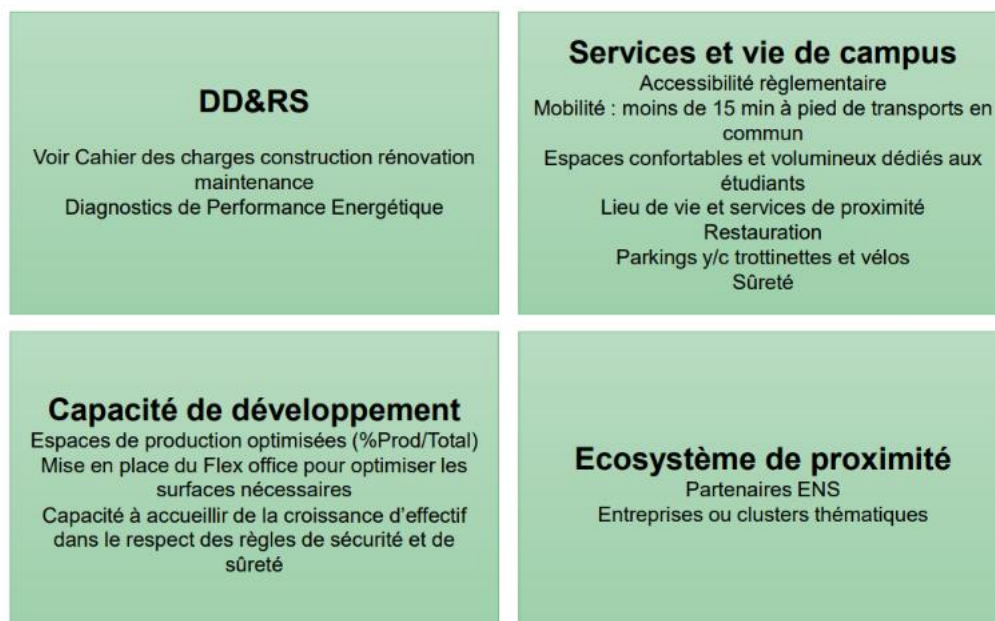 DD&RS
Voir Cahier des charges construction rénovation
maintenance
Diagnostics de Performance Energétique
Services et vie de campus
Accessibilité règlementaire
Mobilité : moins de 15 min à pied de transports en
commun
Espaces confortables et volumineux dédiés aux
étudiants
Lieu de vie et services de proximité
Restauration
Parkings y/c trottinettes et vélos
Sûreté
Capacité de développement
Espaces de production optimisées (%Prod/Total)
Mise en place du Flex office pour optimiser les
surfaces nécessaires
Capacité à accueillir de la croissance d'effectif
dans le respect des règles de sécurité et de
sûreté
Ecosystème de proximité
Partenaires ENS
Entreprises ou clusters thématiques